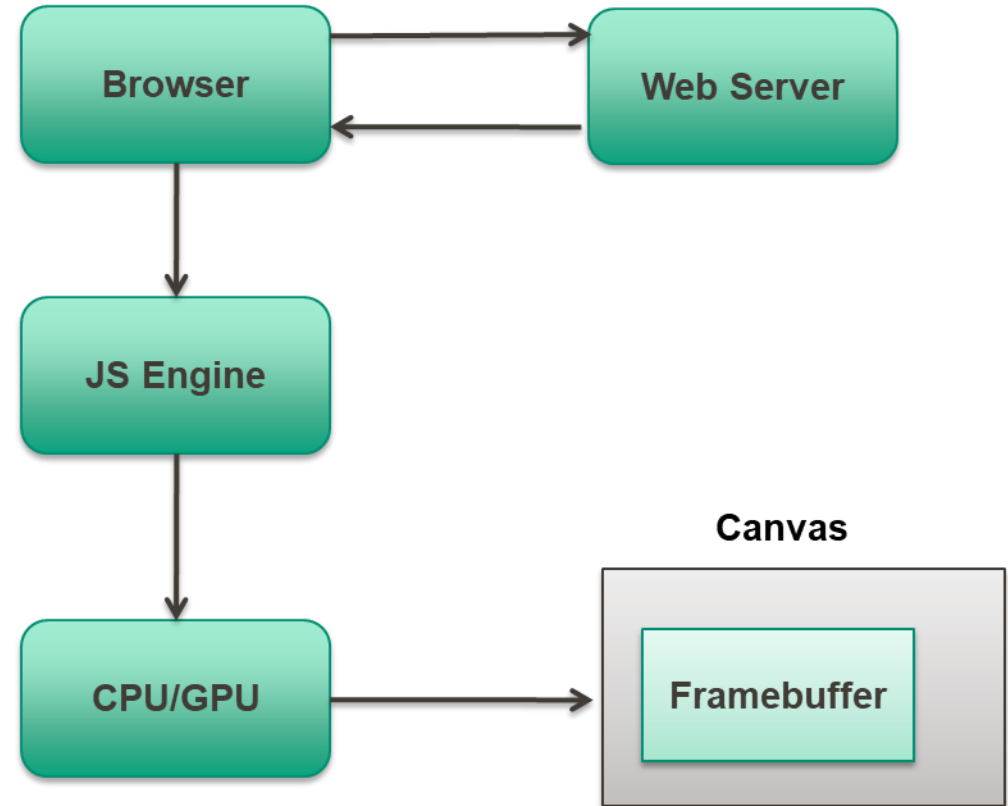 Browser
Web Server
JS Engine
Canvas
CPU/GPU
Framebuffer